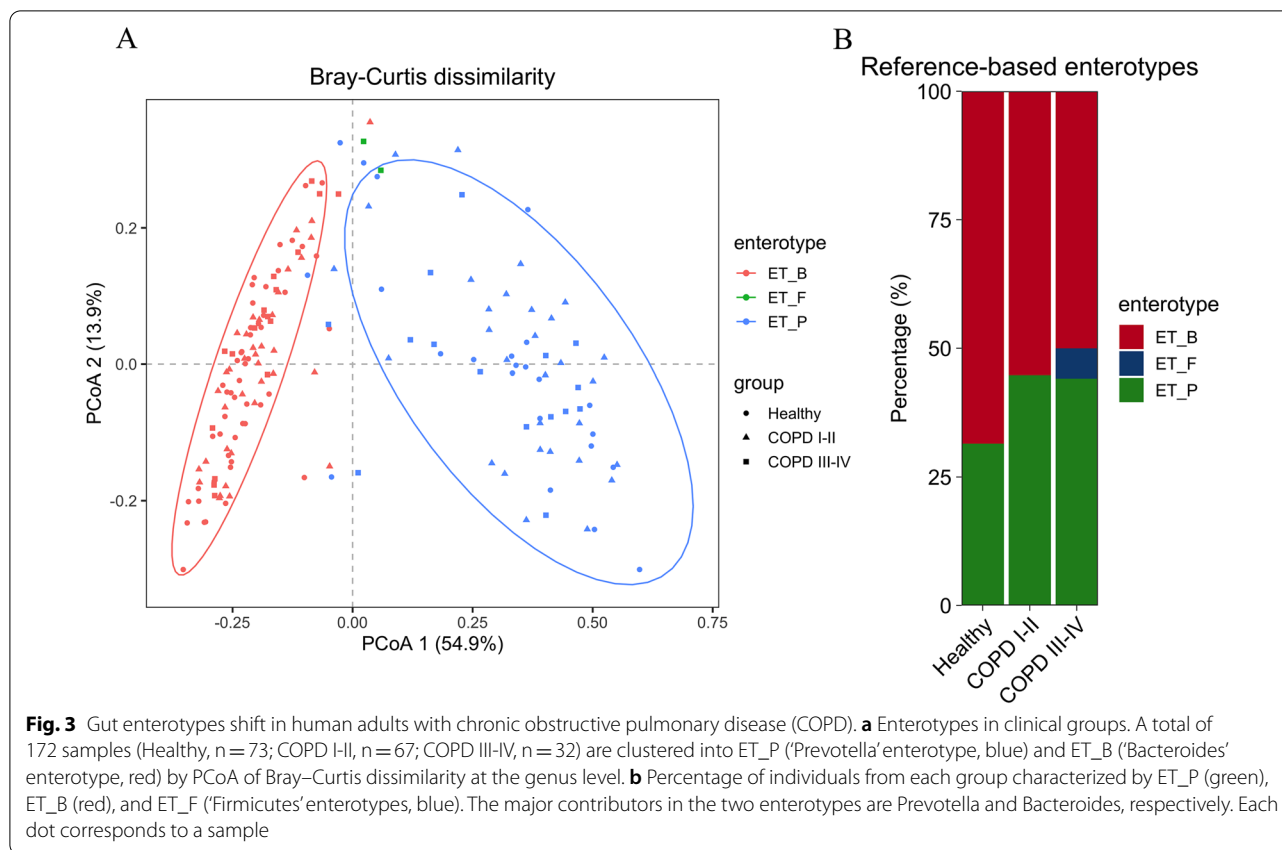 A
Bray-Curtis dissimilarity
PCoA 2 (13.9%)
0.2
0.0
-0.2
-0.25
0.00
0.25
0.50
0.75
PCoA 1 (54.9%)
enterotype
ET_B
ET_F
ET_P
group
Healthy
COPD I-II
COPD III-IV
B
Reference-based enterotypes
Percentage (%)
100
75
50
25
0
Healthy
COPD I-II
COPD III-IV
enterotype
ET_B
ET_F
ET_P
Fig. 3 Gut enterotypes shift in human adults with chronic obstructive pulmonary disease (COPD). a Enterotypes in clinical groups. A total of
172 samples (Healthy, n = 73; COPD I-II, n = 67; COPD III-IV, n = 32) are clustered into ET_P (‘Prevotella’ enterotype, blue) and ET_B (‘Bacteroides’
enterotype, red) by PCoA of Bray–Curtis dissimilarity at the genus level. b Percentage of individuals from each group characterized by ET_P (green),
ET_B (red), and ET_F (‘Firmicutes’ enterotypes, blue). The major contributors in the two enterotypes are Prevotella and Bacteroides, respectively. Each
dot corresponds to a sample